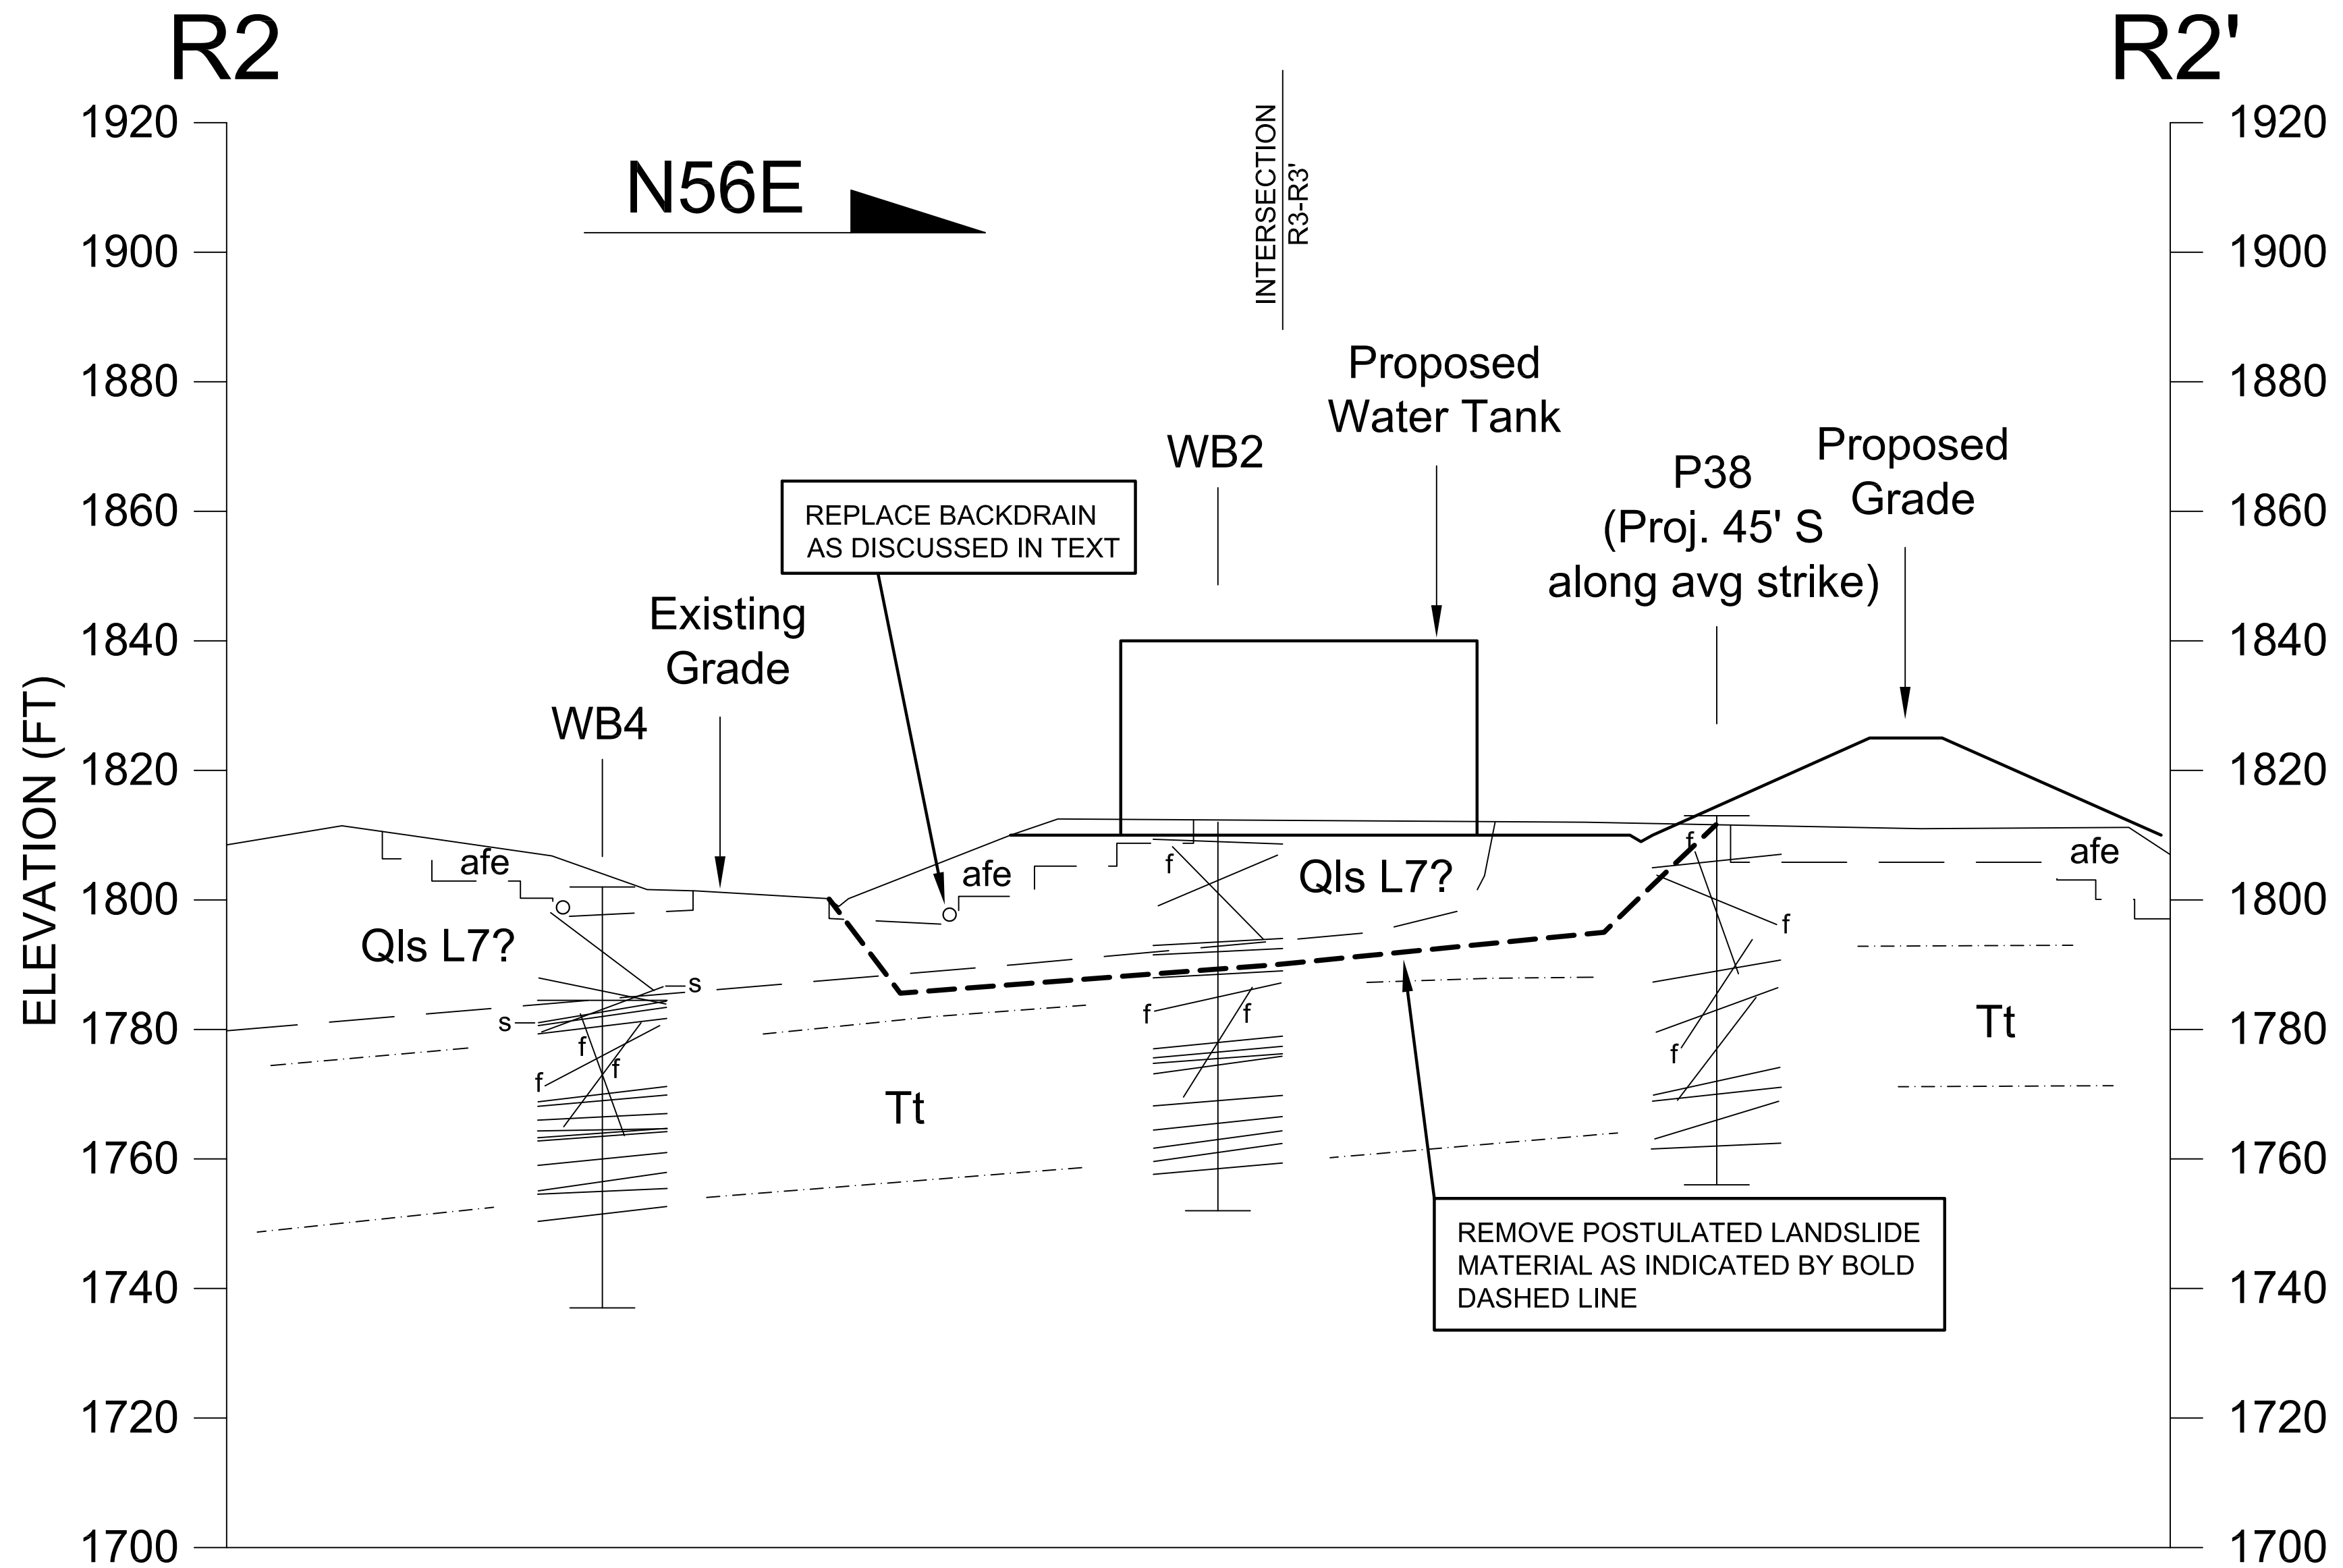 R2
R2'
1920
1900
1880
1860
1840
1820
1800
1780
1760
1740
1720
1700
ELEVATION (FT)
N56E
INTERSECTION
R3-R3'
Proposed
Water Tank
WB2
P38
(Proj. 45' S
along avg strike)
Proposed
Grade
REPLACE BACKDRAIN
AS DISCUSSED IN TEXT
Existing
Grade
WB4
afe
afe
afe
Qls L7?
Qls L7?
f
f
f
s
s
f
f
f
f
f
f
Tt
Tt
REMOVE POSTULATED LANDSLIDE
MATERIAL AS INDICATED BY BOLD
DASHED LINE
1920
1900
1880
1860
1840
1820
1800
1780
1760
1740
1720
1700